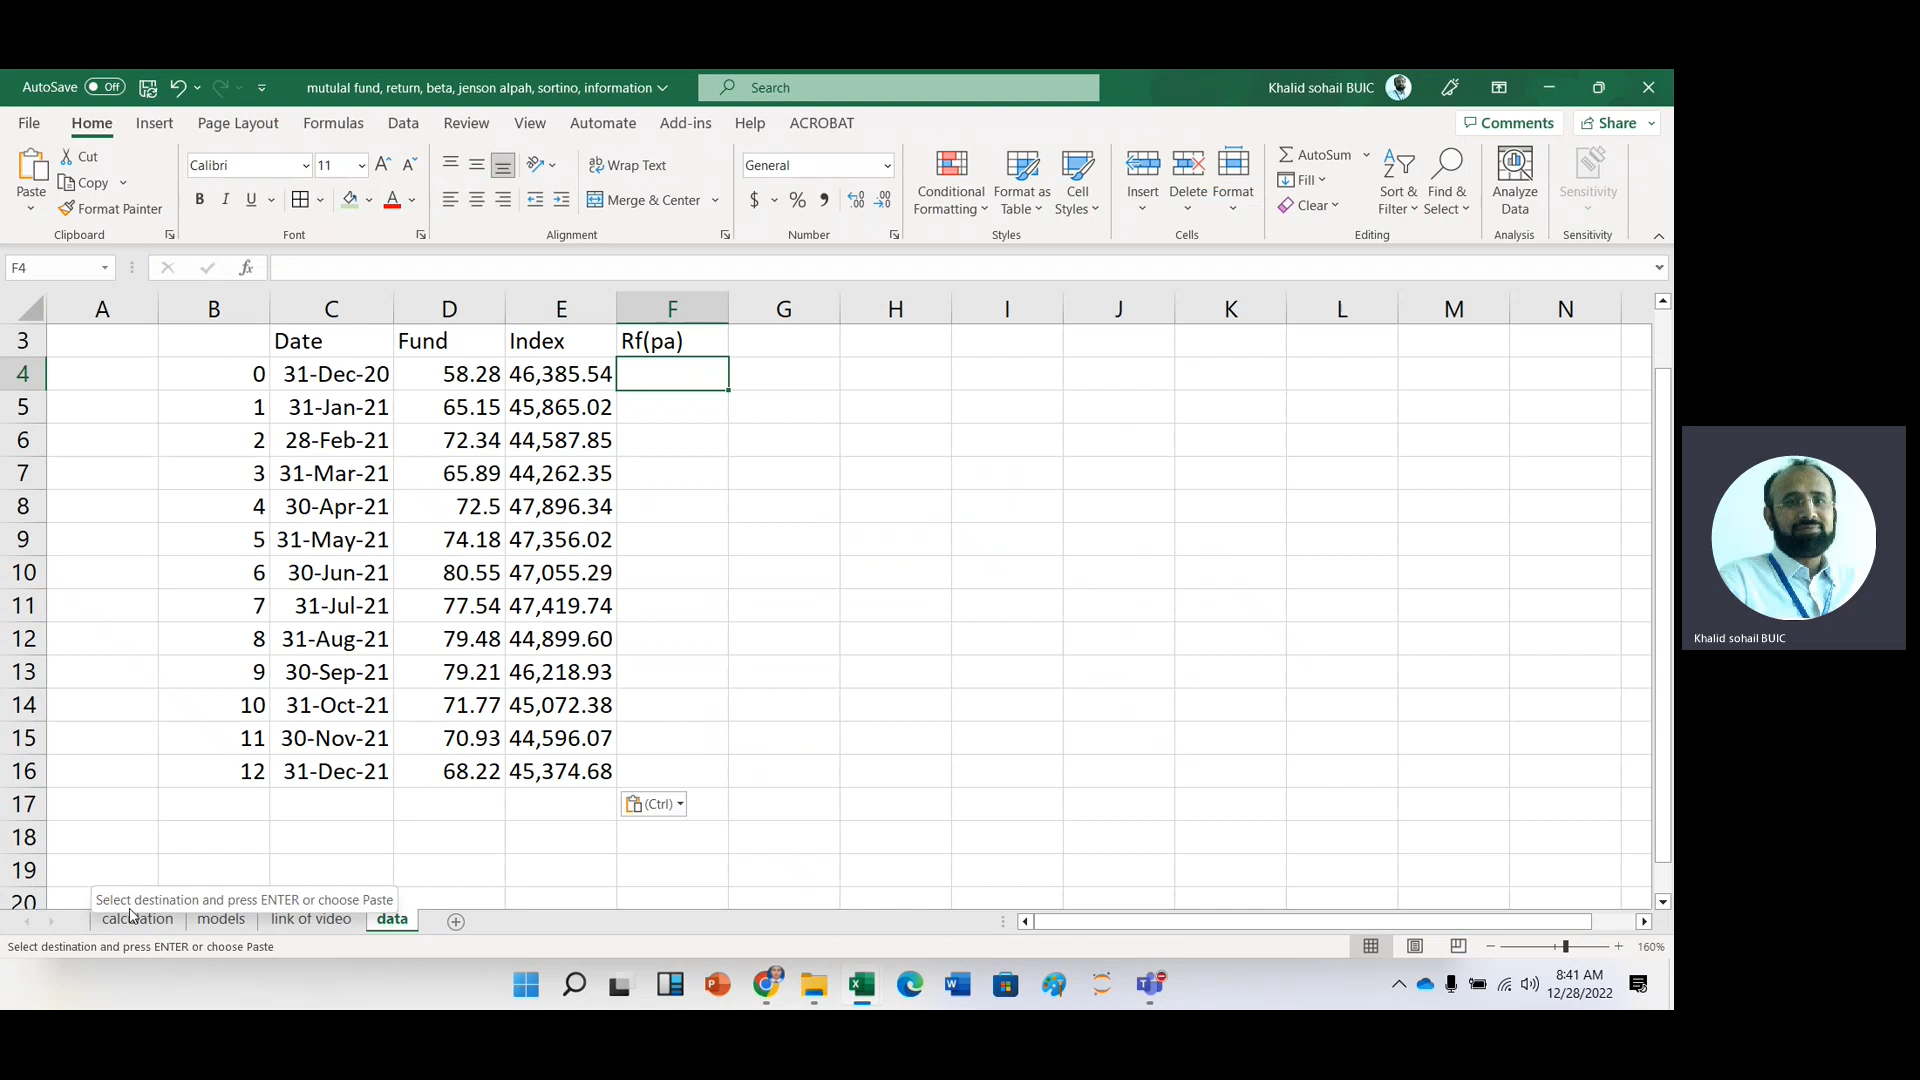 AutoSave Off mutulal fund, return, beta, jenson alpah, sortino, information Search Khalid sohail BUIC
File Home Insert Page Layout Formulas Data Review View Automate Add-ins Help ACROBAT Comments Share
Paste Cut Copy Format Painter
Calibri 11 B I U A
Wrap Text Merge & Center
General $ % 9
Conditional Formatting Format as Table Cell Styles
Insert Delete Format
AutoSum Fill Clear Sort & Filter Find & Select
Analyze Data Sensitivity
Clipboard Font Alignment Number Styles Cells Editing Analysis Sensitivity
F4 fx
A B C D E F G H I J K L M N
3 Date Fund Index Rf(pa)
4 0 31-Dec-20 58.28 46,385.54
5 1 31-Jan-21 65.15 45,865.02
6 2 28-Feb-21 72.34 44,587.85
7 3 31-Mar-21 65.89 44,262.35
8 4 30-Apr-21 72.5 47,896.34
9 5 31-May-21 74.18 47,356.02
10 6 30-Jun-21 80.55 47,055.29
11 7 31-Jul-21 77.54 47,419.74
12 8 31-Aug-21 79.48 44,899.60
13 9 30-Sep-21 79.21 46,218.93
14 10 31-Oct-21 71.77 45,072.38
15 11 30-Nov-21 70.93 44,596.07
16 12 31-Dec-21 68.22 45,374.68
17 (Ctrl)
18
19
20
Select destination and press ENTER or choose Paste
calculation models link of video data
Select destination and press ENTER or choose Paste 160%
8:41 AM
12/28/2022
Khalid sohail BUIC